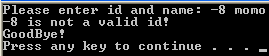 Please enter id and name: -8 momo
-8 is not a valid id!
GoodBye!
Press any key to continue . . .